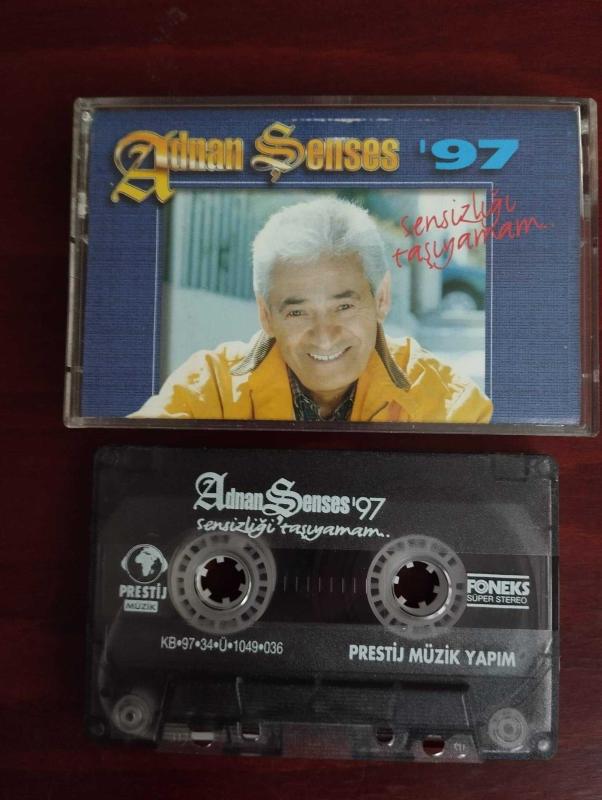 Adnan Şenses '97
sensizliği
taşıyamam..
Adnan Şenses '97
sensizliği taşıyamam..
PRESTİJ
MÜZİK
FONEKS
SÜPER STEREO
KB•97•34•Ü•1049•036
PRESTİJ MÜZİK YAPIM